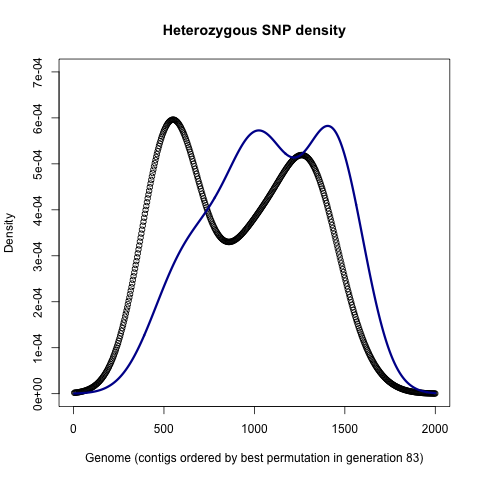 Heterozygous SNP density
7e-04
6e-04
5e-04
4e-04
3e-04
2e-04
1e-04
0e+00
Density
0 500 1000 1500 2000
Genome (contigs ordered by best permutation in generation 83)